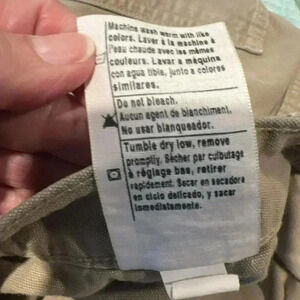 Machine wash warm with like
colors. Laver à la machine à
l'eau chaude avec les mêmes
couleurs. Lavar a máquina
con agua tibia, junto a colores
similares.
Do not bleach.
Aucun agent de blanchiment.
No usar blanqueador.
Tumble dry low, remove
promptly. Sécher par culbutage
à réglage bas, retirer
rapidement. Secar en secadora
en ciclo delicado, y sacar
inmediatamente.